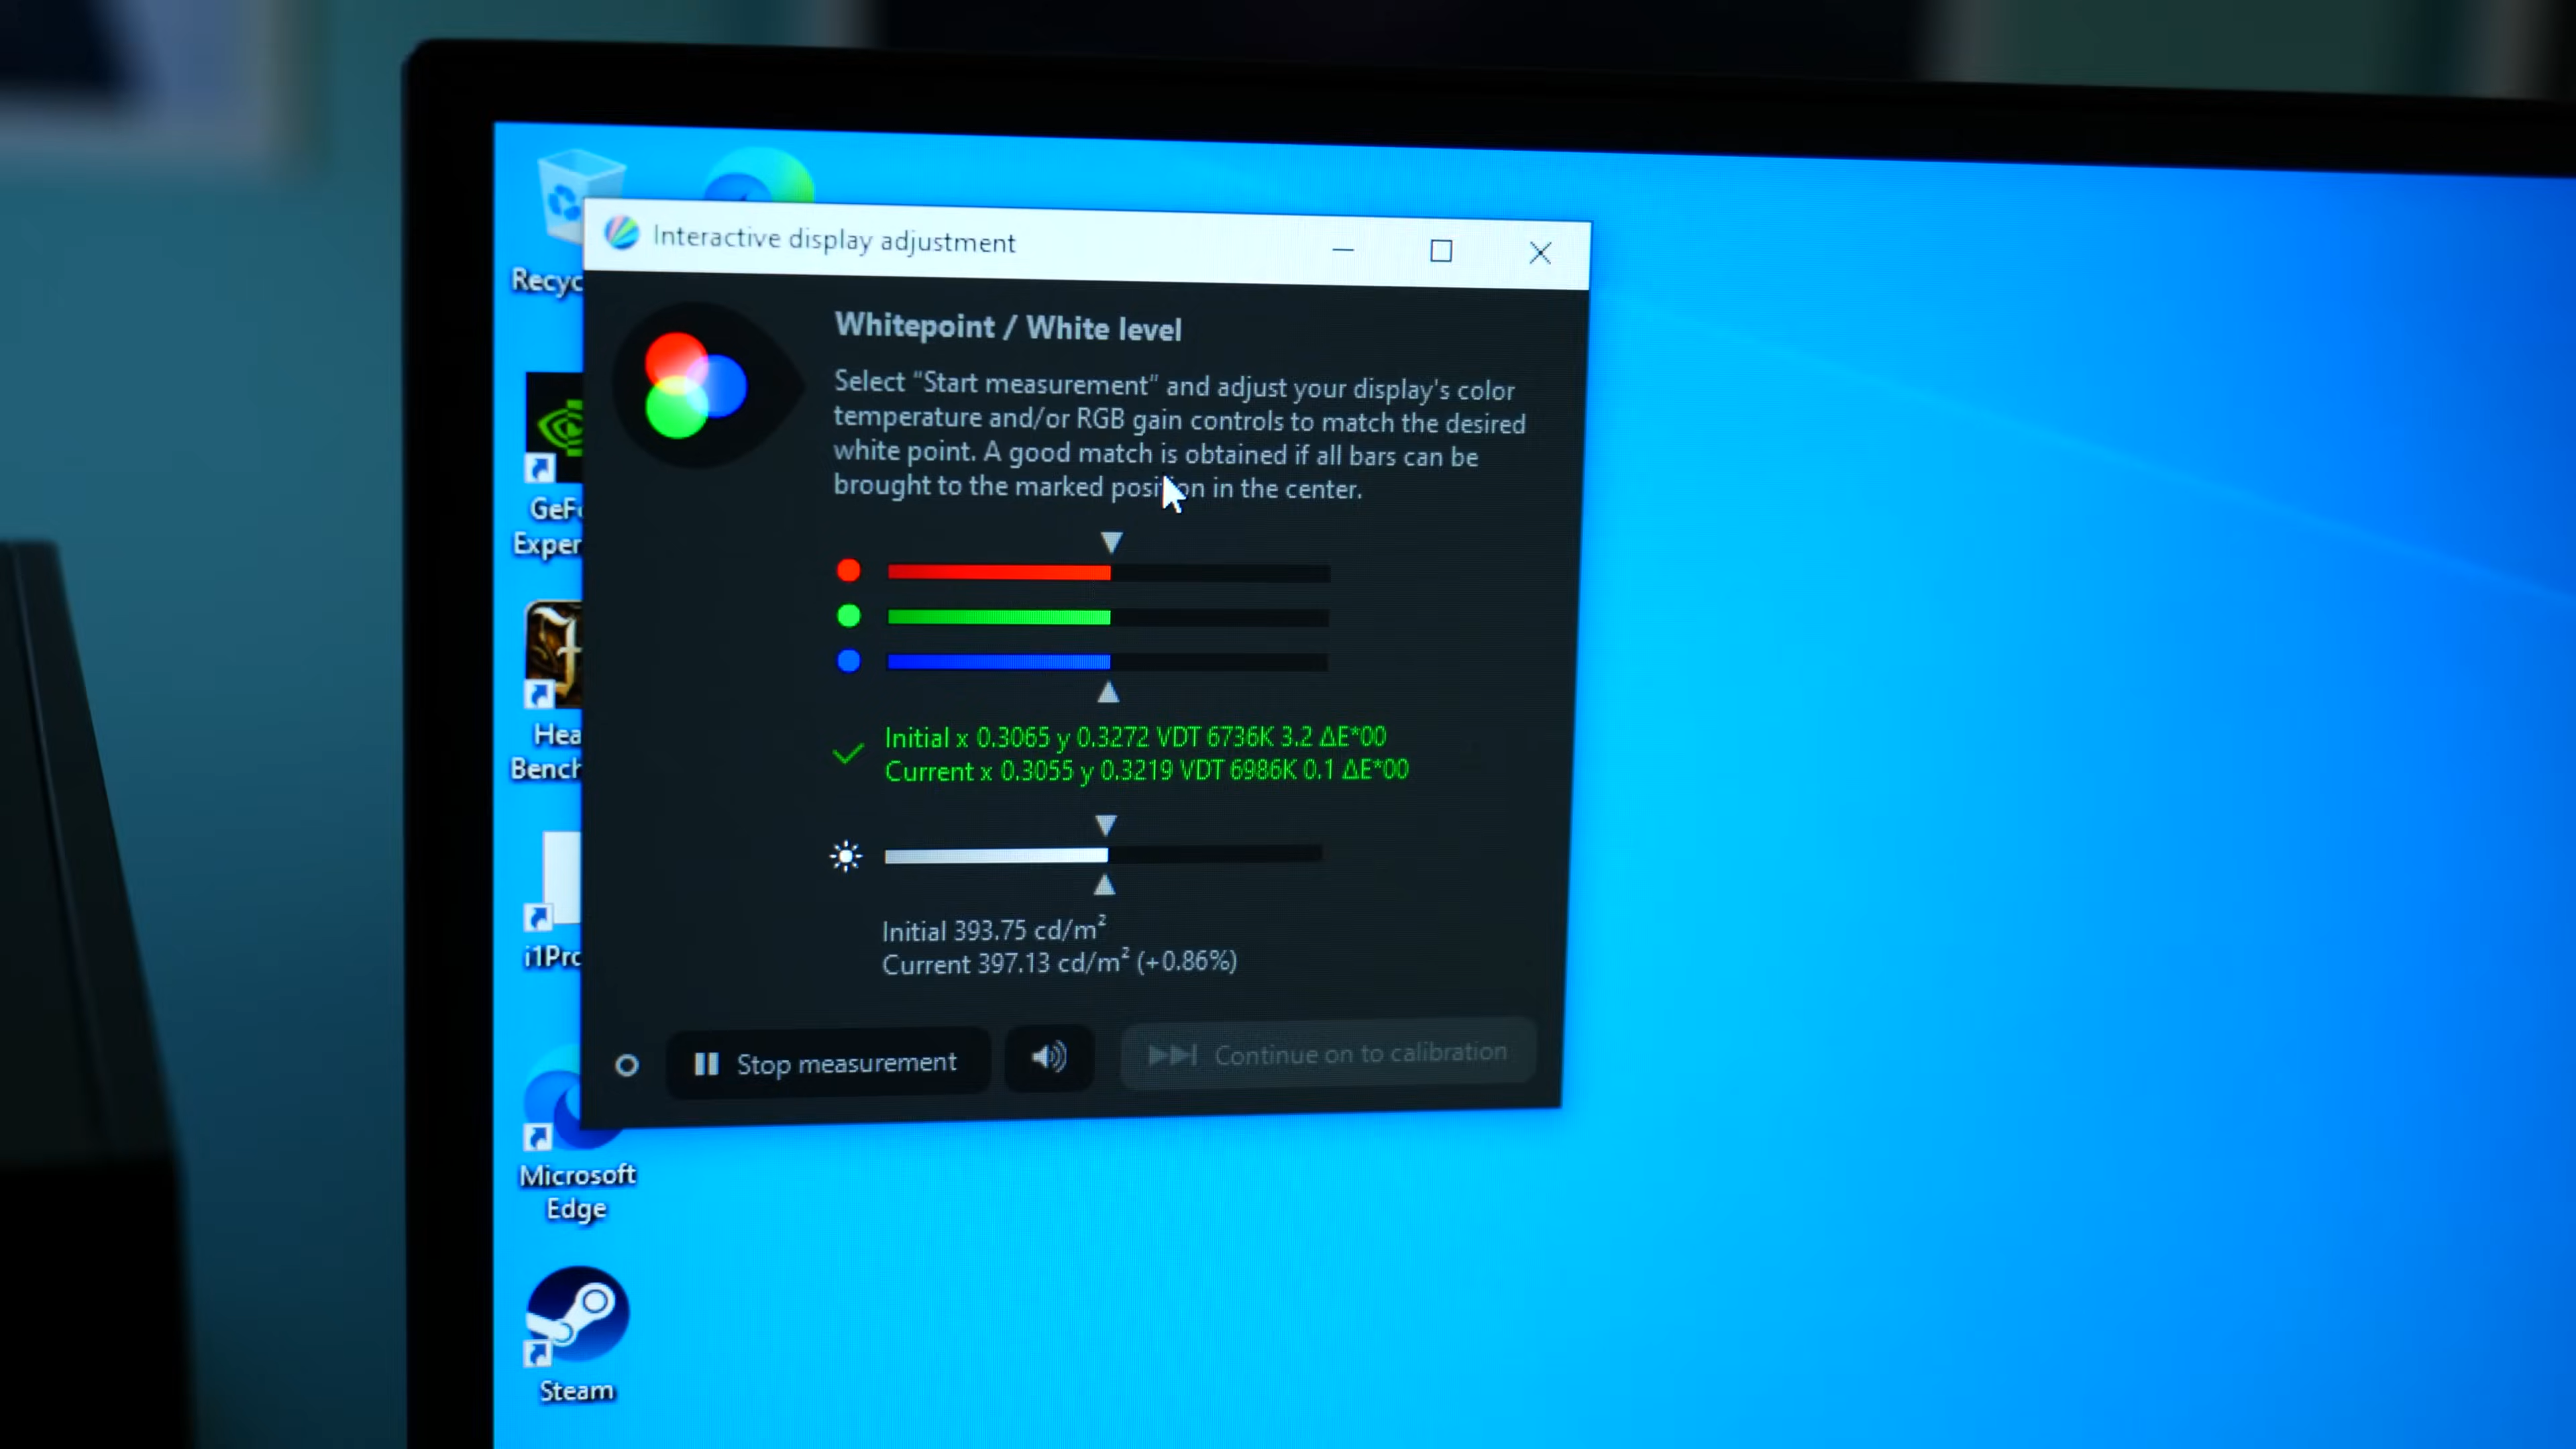 Interactive display adjustment
Whitepoint / White level
Select “Start measurement” and adjust your display's color
temperature and/or RGB gain controls to match the desired
white point. A good match is obtained if all bars can be
brought to the marked position in the center.
Initial x 0.3065 y 0.3272 VDT 6736K 3.2 ΔE*00
Current x 0.3055 y 0.3219 VDT 6986K 0.1 ΔE*00
Initial 393.75 cd/m²
Current 397.13 cd/m² (+0.86%)
Stop measurement
Continue on to calibration
Recyc
GeFo
Exper
Hea
Bench
i1Pro
Microsoft
Edge
Steam